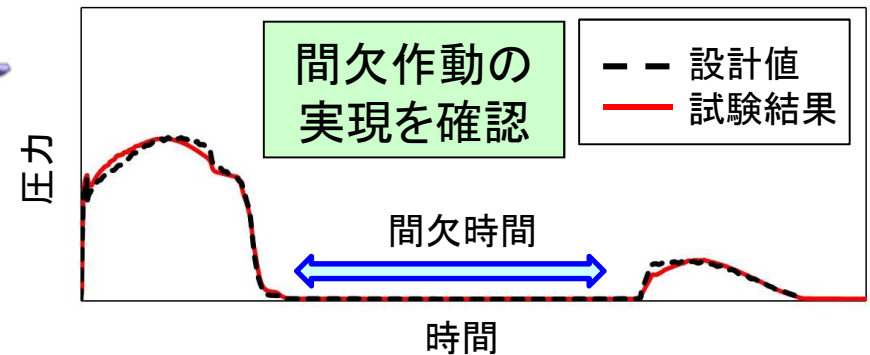 間欠作動の
実現を確認
設計値
試験結果
圧力
間欠時間
時間